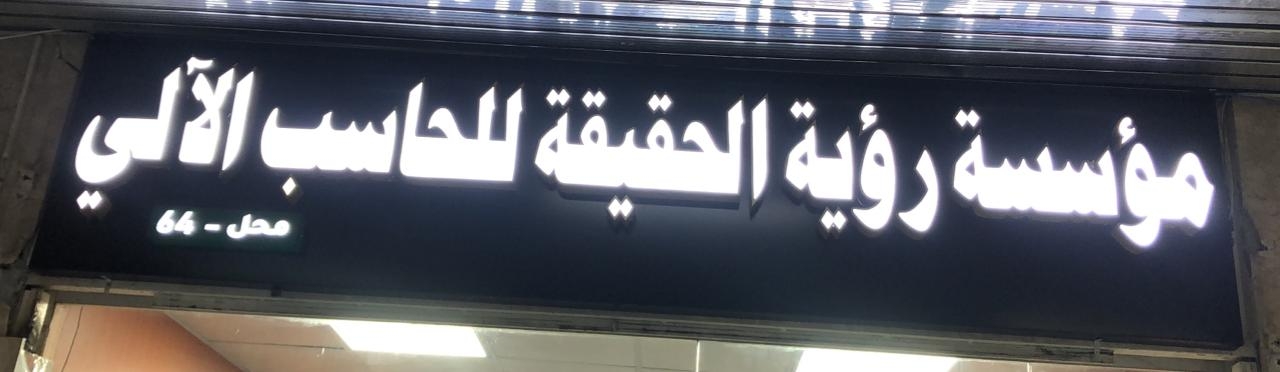 مؤسسة رؤية الحقيقة للحاسب الآلي
محل - 64